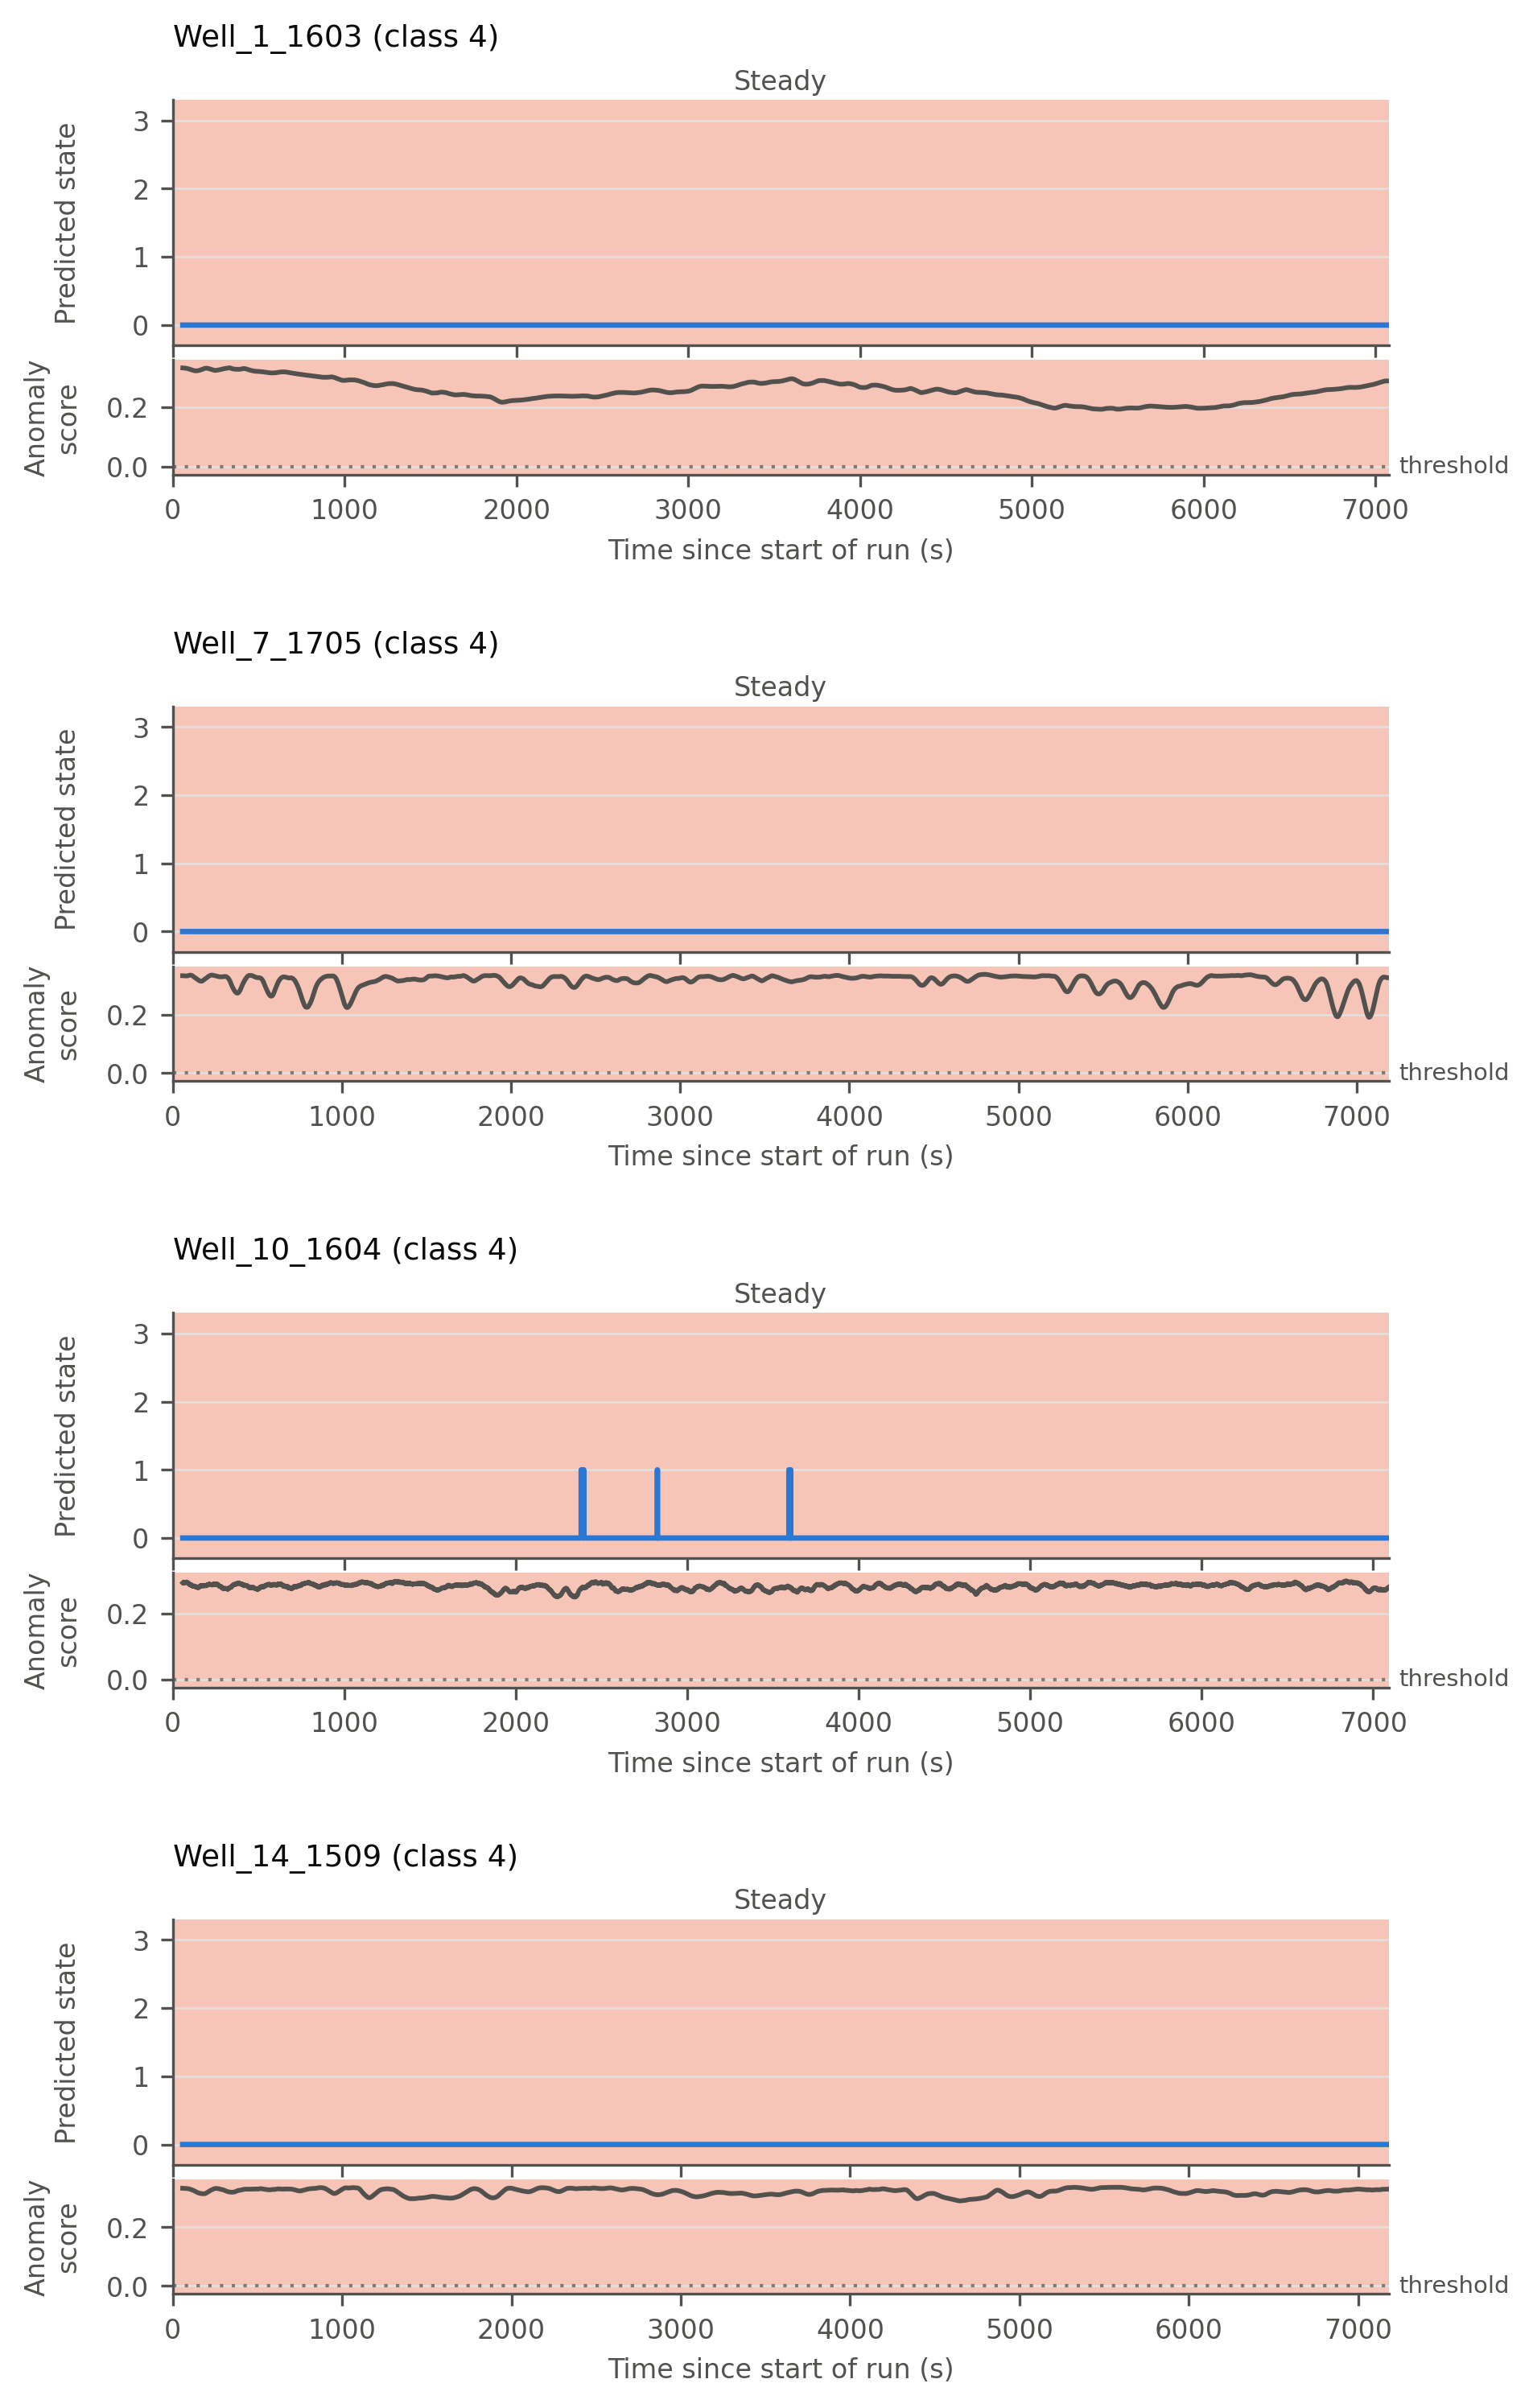 Well_1_1603 (class 4)
Steady
Predicted state
3
2
1
0
Anomaly
score
0.2
0.0
threshold
0 1000 2000 3000 4000 5000 6000 7000
Time since start of run (s)
Well_7_1705 (class 4)
Steady
Predicted state
3
2
1
0
Anomaly
score
0.2
0.0
threshold
0 1000 2000 3000 4000 5000 6000 7000
Time since start of run (s)
Well_10_1604 (class 4)
Steady
Predicted state
3
2
1
0
Anomaly
score
0.2
0.0
threshold
0 1000 2000 3000 4000 5000 6000 7000
Time since start of run (s)
Well_14_1509 (class 4)
Steady
Predicted state
3
2
1
0
Anomaly
score
0.2
0.0
threshold
0 1000 2000 3000 4000 5000 6000 7000
Time since start of run (s)